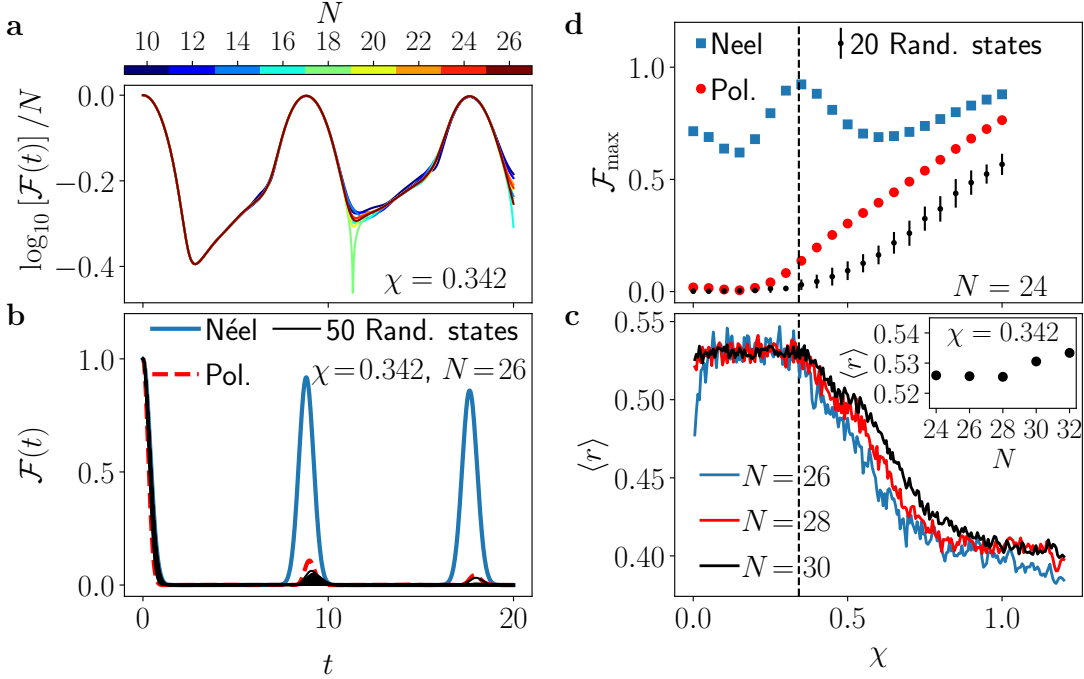 a
N
10 12 14 16 18 20 22 24 26
log₁₀ [ℱ(t)] /N
0.0
−0.2
−0.4
χ = 0.342
b
Néel
50 Rand. states
Pol.
χ=0.342, N=26
ℱ(t)
1.0
0.5
0.0
0 10 20
t
d
Neel
20 Rand. states
Pol.
ℱmax
1.0
0.5
0.0
N = 24
c
⟨r⟩
0.55
0.50
0.45
0.40
χ = 0.342
⟨r⟩
0.54
0.53
0.52
24 26 28 30 32
N
N = 26
N = 28
N = 30
0.0 0.5 1.0
χ